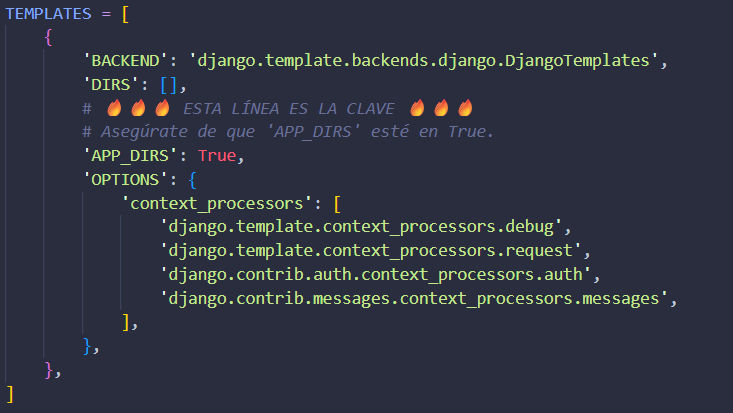 TEMPLATES = [
    {
        'BACKEND': 'django.template.backends.django.DjangoTemplates',
        'DIRS': [],
        # 🔥🔥🔥 ESTA LÍNEA ES LA CLAVE 🔥🔥🔥
        # Asegúrate de que 'APP_DIRS' esté en True.
        'APP_DIRS': True,
        'OPTIONS': {
            'context_processors': [
                'django.template.context_processors.debug',
                'django.template.context_processors.request',
                'django.contrib.auth.context_processors.auth',
                'django.contrib.messages.context_processors.messages',
            ],
        },
    },
]